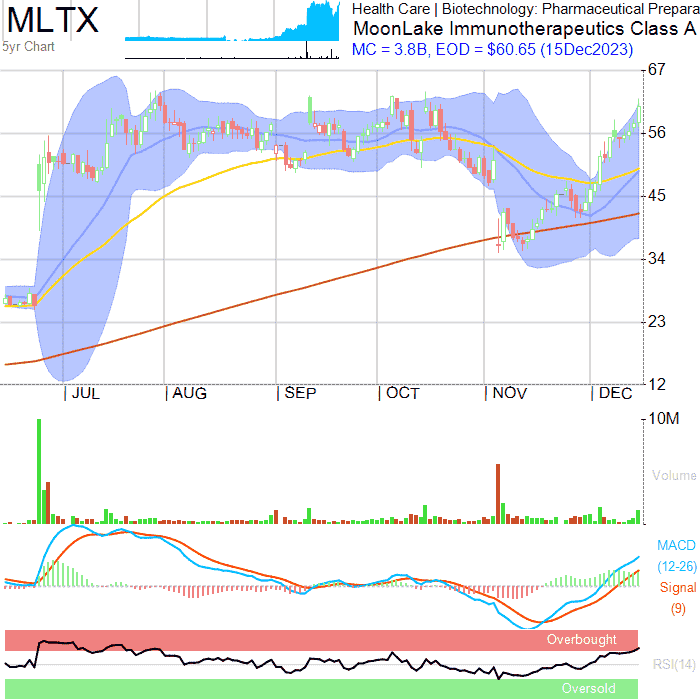 MLTX
5yr Chart
Health Care | Biotechnology: Pharmaceutical Prepara
MoonLake Immunotherapeutics Class A
MC = 3.8B, EOD = $60.65 (15Dec2023)
67
56
45
34
23
12
JUL AUG SEP OCT NOV DEC
10M
Volume
MACD
(12-26)
Signal
(9)
Overbought
RSI(14)
Oversold